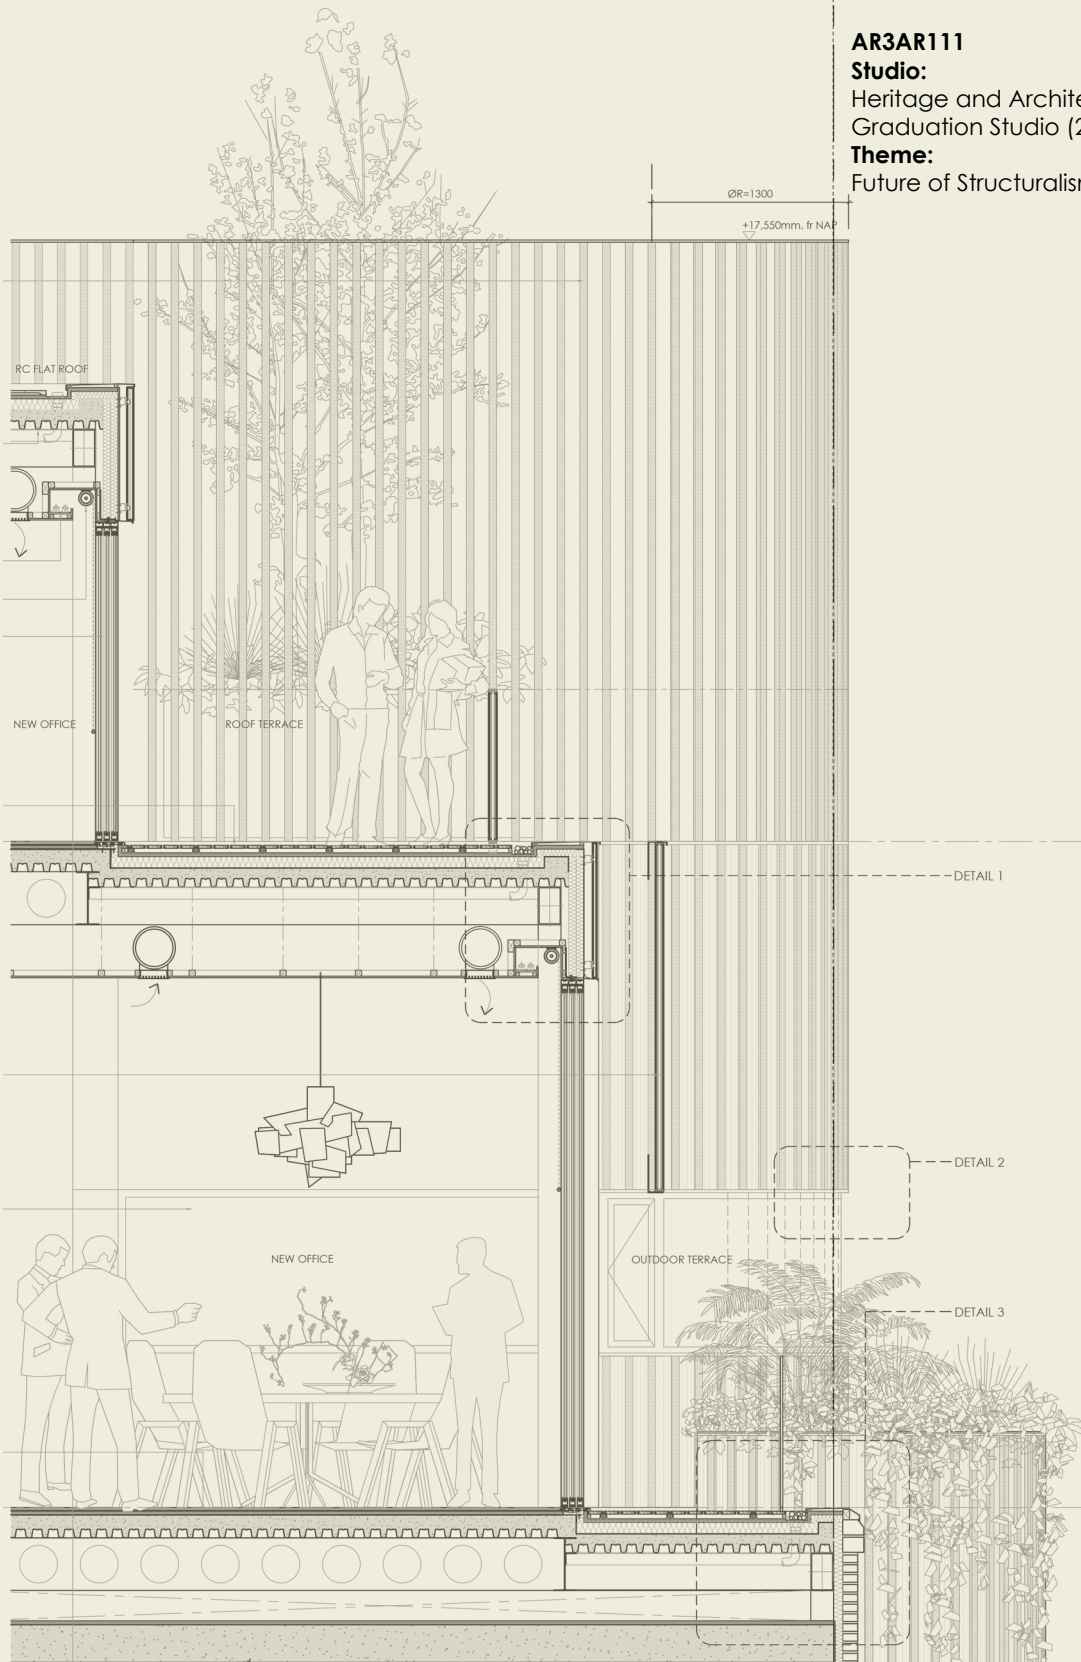 AR3AR111
Studio:
Heritage and Archite
Graduation Studio (2
Theme:
Future of Structuralism
ØR=1300
+17,550mm. fr NAP
RC FLAT ROOF
NEW OFFICE
ROOF TERRACE
DETAIL 1
DETAIL 2
NEW OFFICE
OUTDOOR TERRACE
DETAIL 3